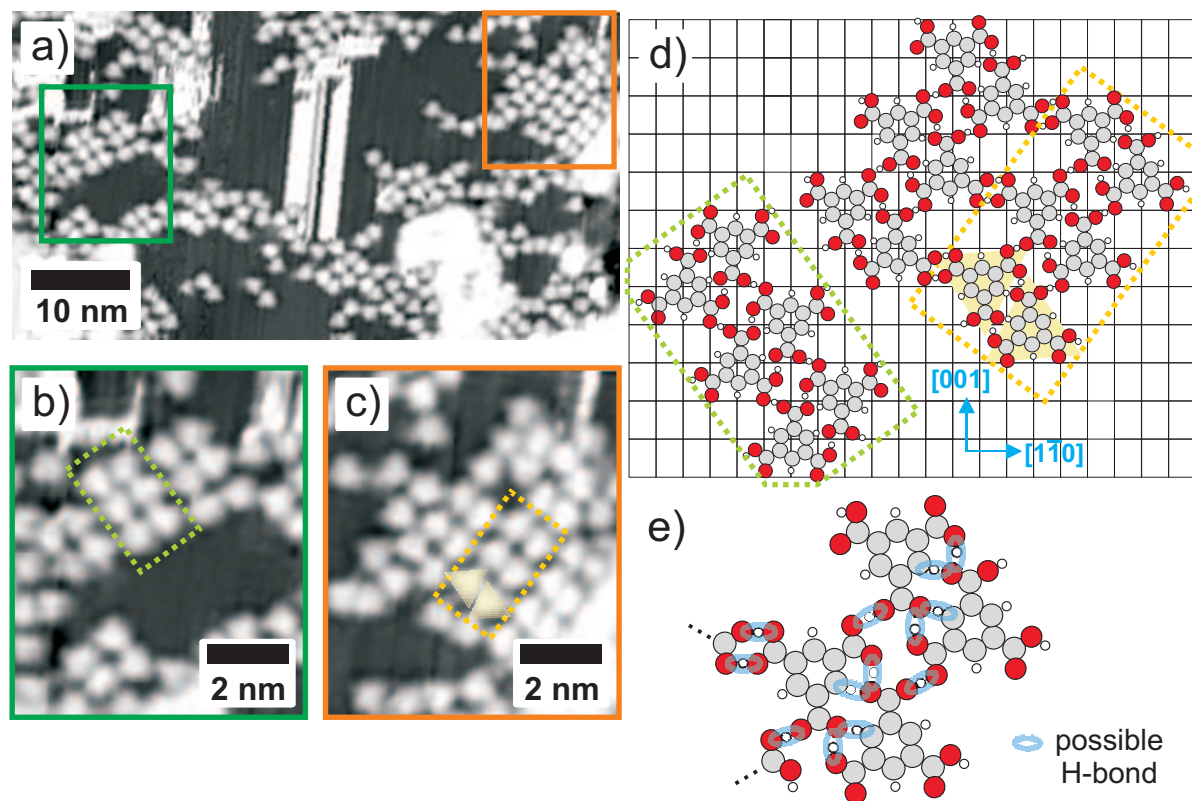 a)
10 nm
b)
2 nm
c)
2 nm
d)
[001]
[11̄0]
e)
possible
H-bond